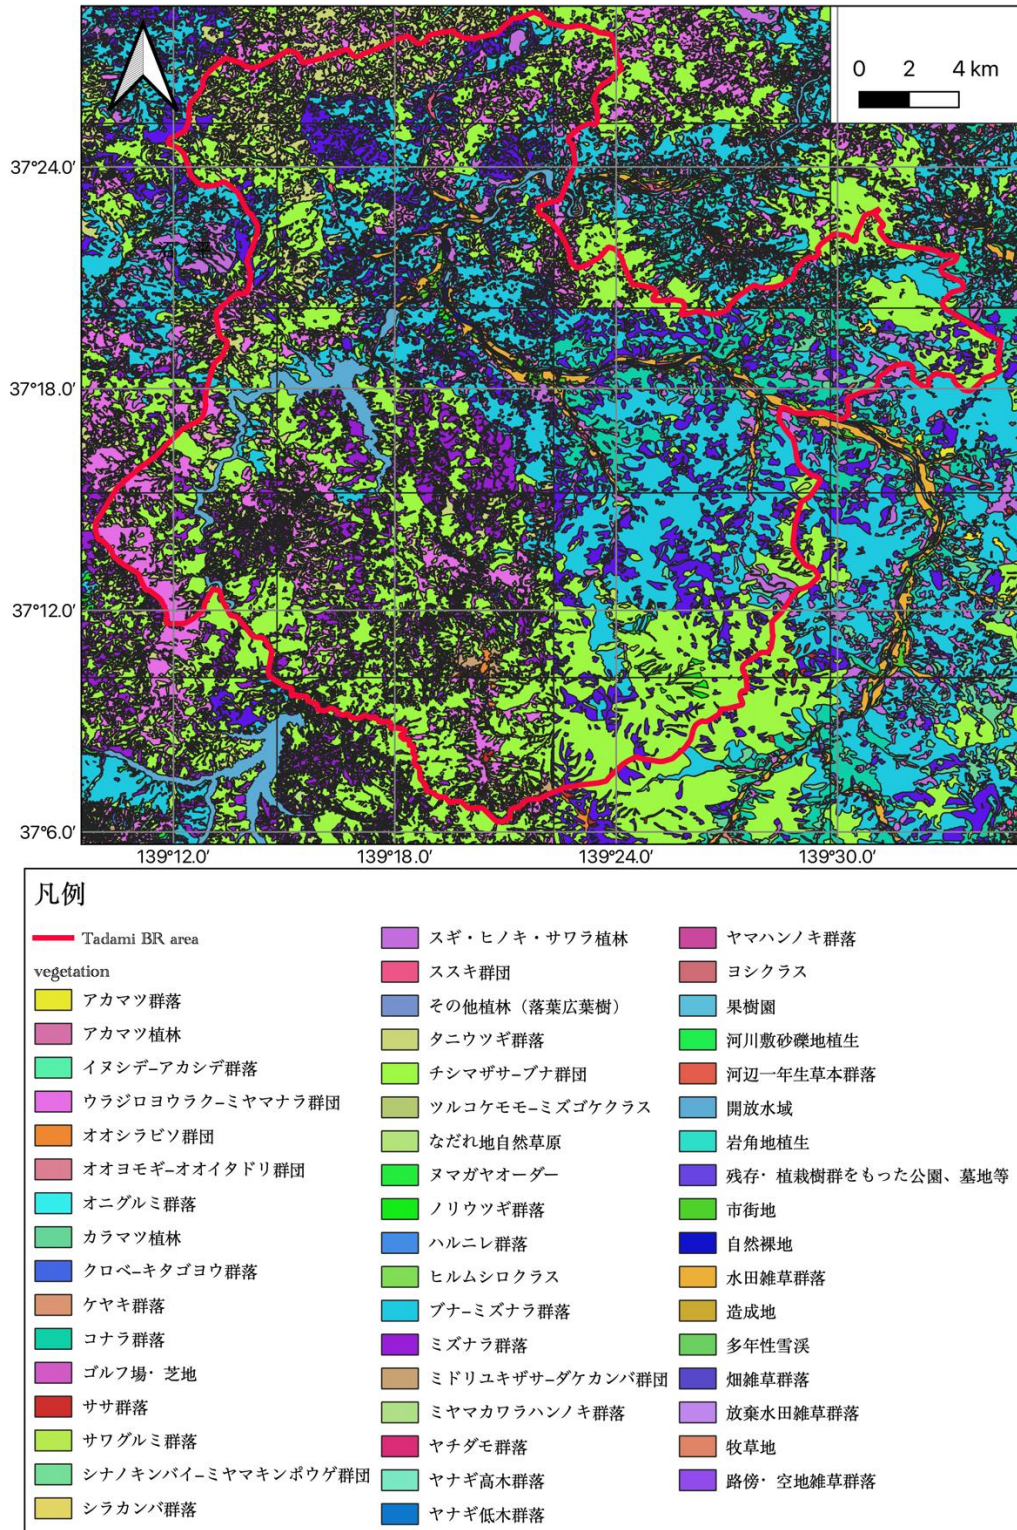 0 2 4 km
37°24.0′
37°18.0′
37°12.0′
37°6.0′
139°12.0′ 139°18.0′ 139°24.0′ 139°30.0′
凡例
Tadami BR area
vegetation
アカマツ群落
アカマツ植林
イヌシデ–アカシデ群落
ウラジロヨウラク–ミヤマナラ群団
オオシラビソ群団
オオヨモギ–オオイタドリ群団
オニグルミ群落
カラマツ植林
クロベ–キタゴヨウ群落
ケヤキ群落
コナラ群落
ゴルフ場・芝地
ササ群落
サワグルミ群落
シナノキンバイ–ミヤマキンポウゲ群団
シラカンバ群落
スギ・ヒノキ・サワラ植林
ススキ群団
その他植林（落葉広葉樹）
タニウツギ群落
チシマザサ–ブナ群団
ツルコケモモ–ミズゴケクラス
なだれ地自然草原
ヌマガヤオーダー
ノリウツギ群落
ハルニレ群落
ヒルムシロクラス
ブナ–ミズナラ群落
ミズナラ群落
ミドリユキザサ–ダケカンバ群団
ミヤマカワラハンノキ群落
ヤチダモ群落
ヤナギ高木群落
ヤナギ低木群落
ヤマハンノキ群落
ヨシクラス
果樹園
河川敷砂礫地植生
河辺一年生草本群落
開放水域
岩角地植生
残存・植栽樹群をもった公園、墓地等
市街地
自然裸地
水田雑草群落
造成地
多年性雪渓
畑雑草群落
放棄水田雑草群落
牧草地
路傍・空地雑草群落